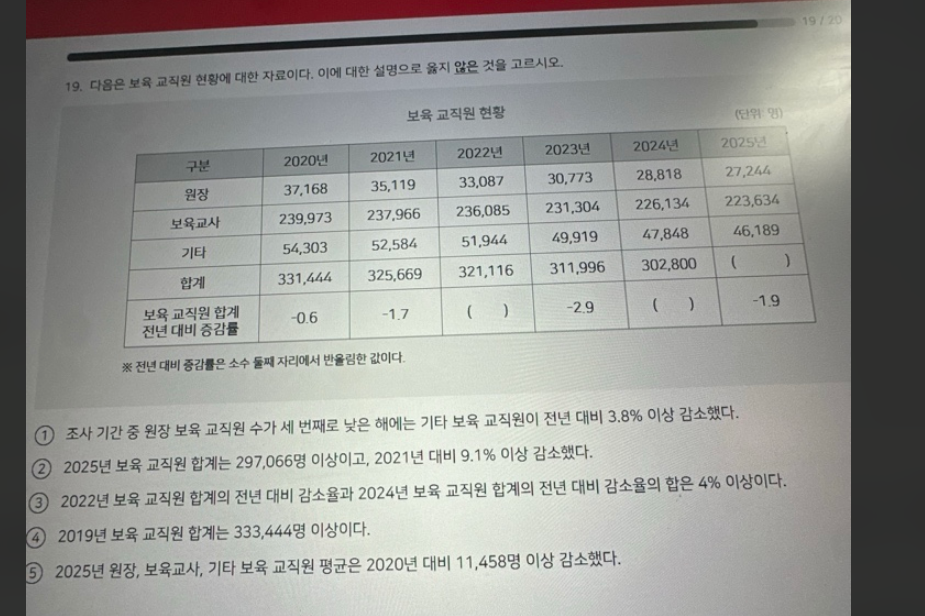 19 / 20
19. 다음은 보육 교직원 현황에 대한 자료이다. 이에 대한 설명으로 옳지 않은 것을 고르시오.
보육 교직원 현황
(단위: 명)
구분 2020년 2021년 2022년 2023년 2024년 2025년
원장 37,168 35,119 33,087 30,773 28,818 27,244
보육교사 239,973 237,966 236,085 231,304 226,134 223,634
기타 54,303 52,584 51,944 49,919 47,848 46,189
합계 331,444 325,669 321,116 311,996 302,800 ( )
보육 교직원 합계
전년 대비 증감률 -0.6 -1.7 ( ) -2.9 ( ) -1.9
※ 전년 대비 증감률은 소수 둘째 자리에서 반올림한 값이다.
① 조사 기간 중 원장 보육 교직원 수가 세 번째로 낮은 해에는 기타 보육 교직원이 전년 대비 3.8% 이상 감소했다.
② 2025년 보육 교직원 합계는 297,066명 이상이고, 2021년 대비 9.1% 이상 감소했다.
③ 2022년 보육 교직원 합계의 전년 대비 감소율과 2024년 보육 교직원 합계의 전년 대비 감소율의 합은 4% 이상이다.
④ 2019년 보육 교직원 합계는 333,444명 이상이다.
⑤ 2025년 원장, 보육교사, 기타 보육 교직원 평균은 2020년 대비 11,458명 이상 감소했다.